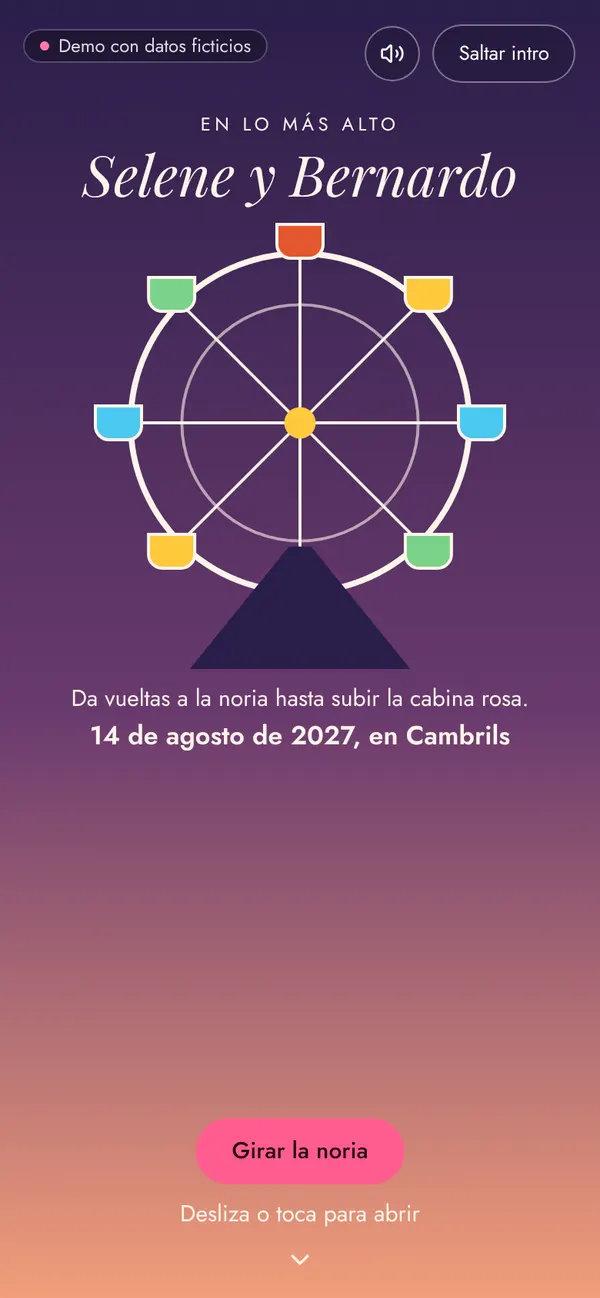 Demo con datos ficticios
Saltar intro
EN LO MÁS ALTO
Selene y Bernardo
Da vueltas a la noria hasta subir la cabina rosa.
14 de agosto de 2027, en Cambrils
Girar la noria
Desliza o toca para abrir